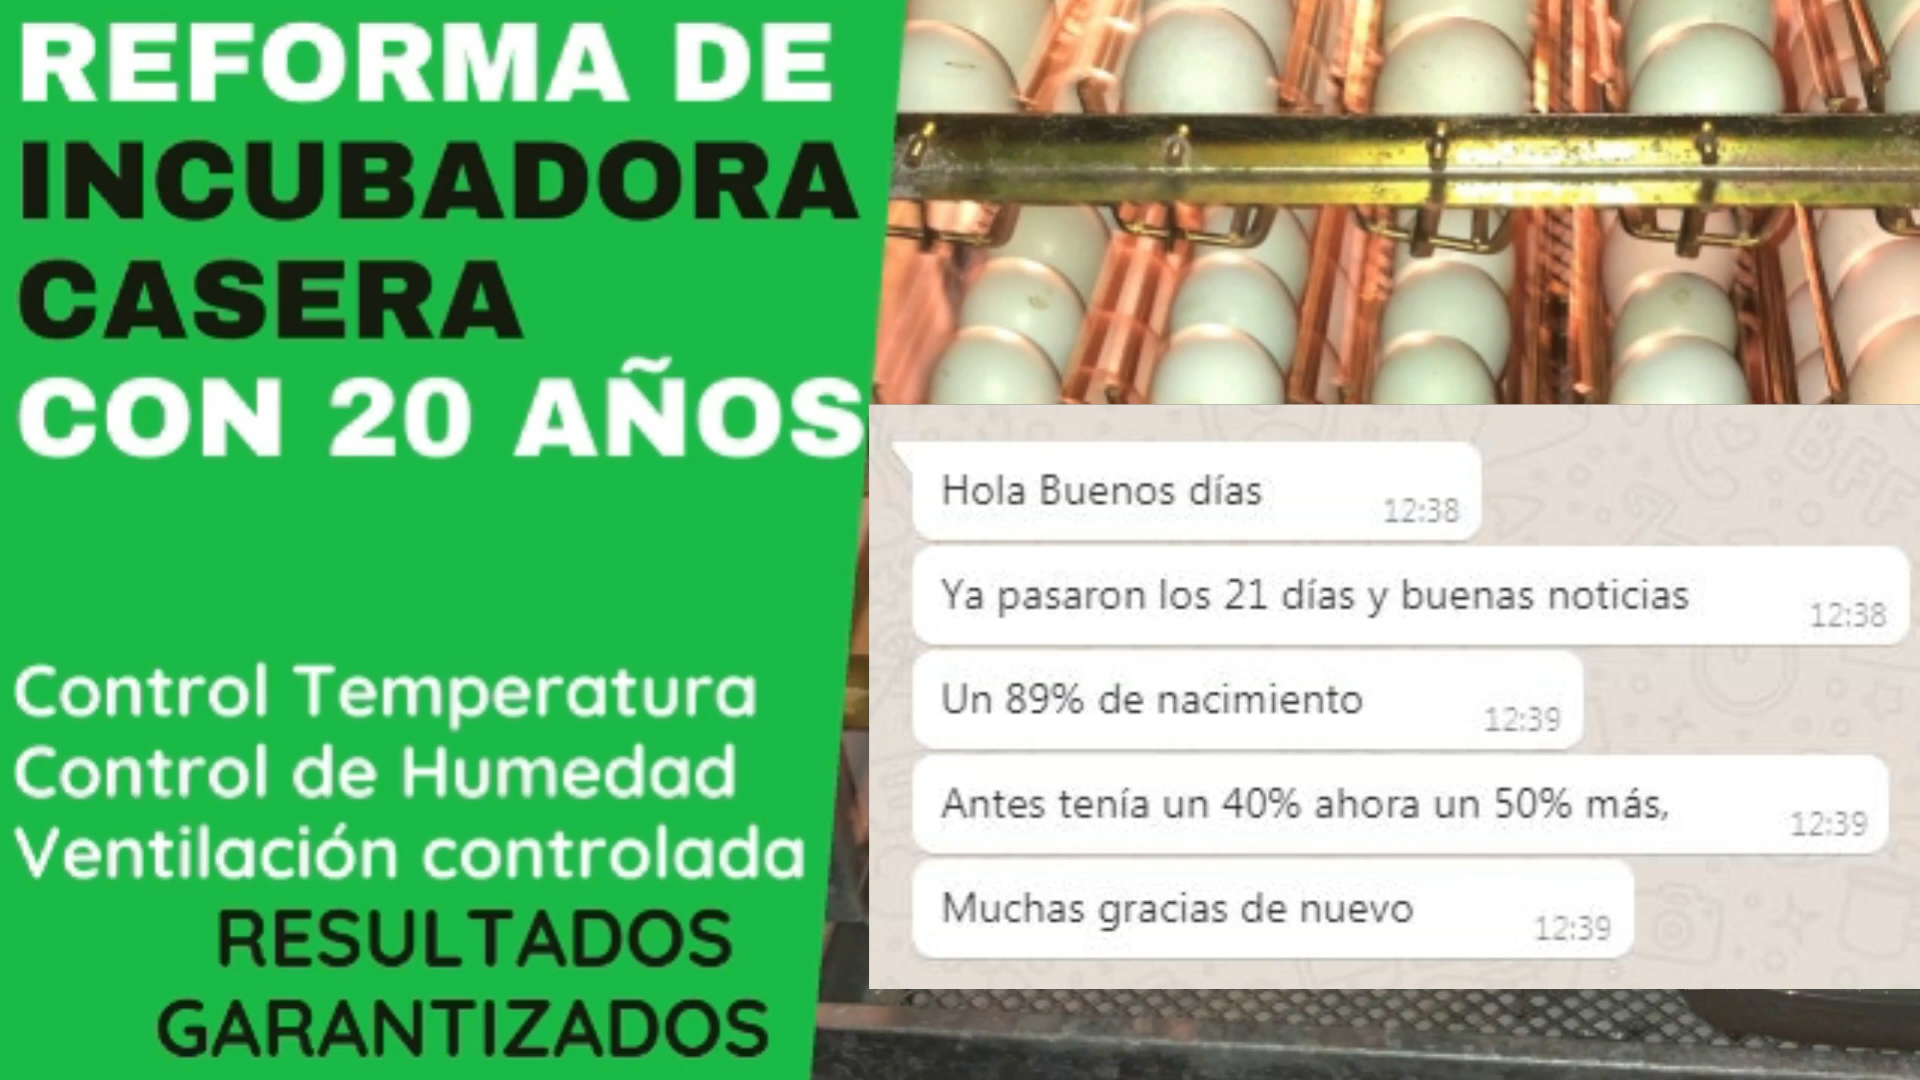 REFORMA DE
INCUBADORA
CASERA
CON 20 AÑOS
Control Temperatura
Control de Humedad
Ventilación controlada
RESULTADOS
GARANTIZADOS
Hola Buenos días
12:38
Ya pasaron los 21 días y buenas noticias
12:38
Un 89% de nacimiento
12:39
Antes tenía un 40% ahora un 50% más,
12:39
Muchas gracias de nuevo
12:39
BFF